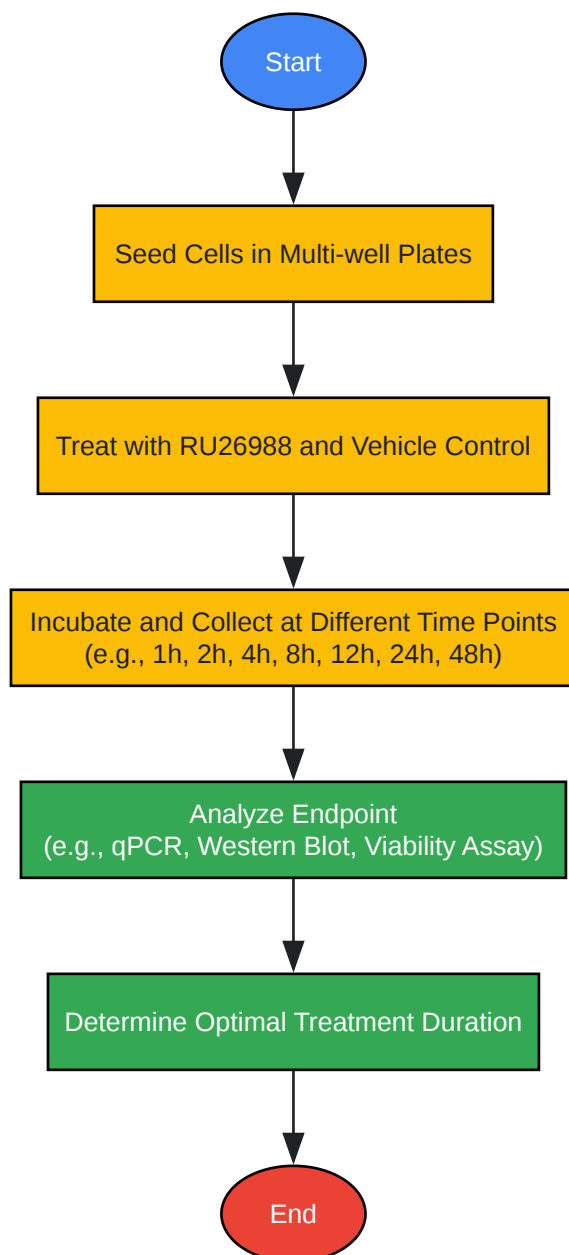 Start
Seed Cells in Multi-well Plates
Treat with RU26988 and Vehicle Control
Incubate and Collect at Different Time Points
(e.g., 1h, 2h, 4h, 8h, 12h, 24h, 48h)
Analyze Endpoint
(e.g., qPCR, Western Blot, Viability Assay)
Determine Optimal Treatment Duration
End